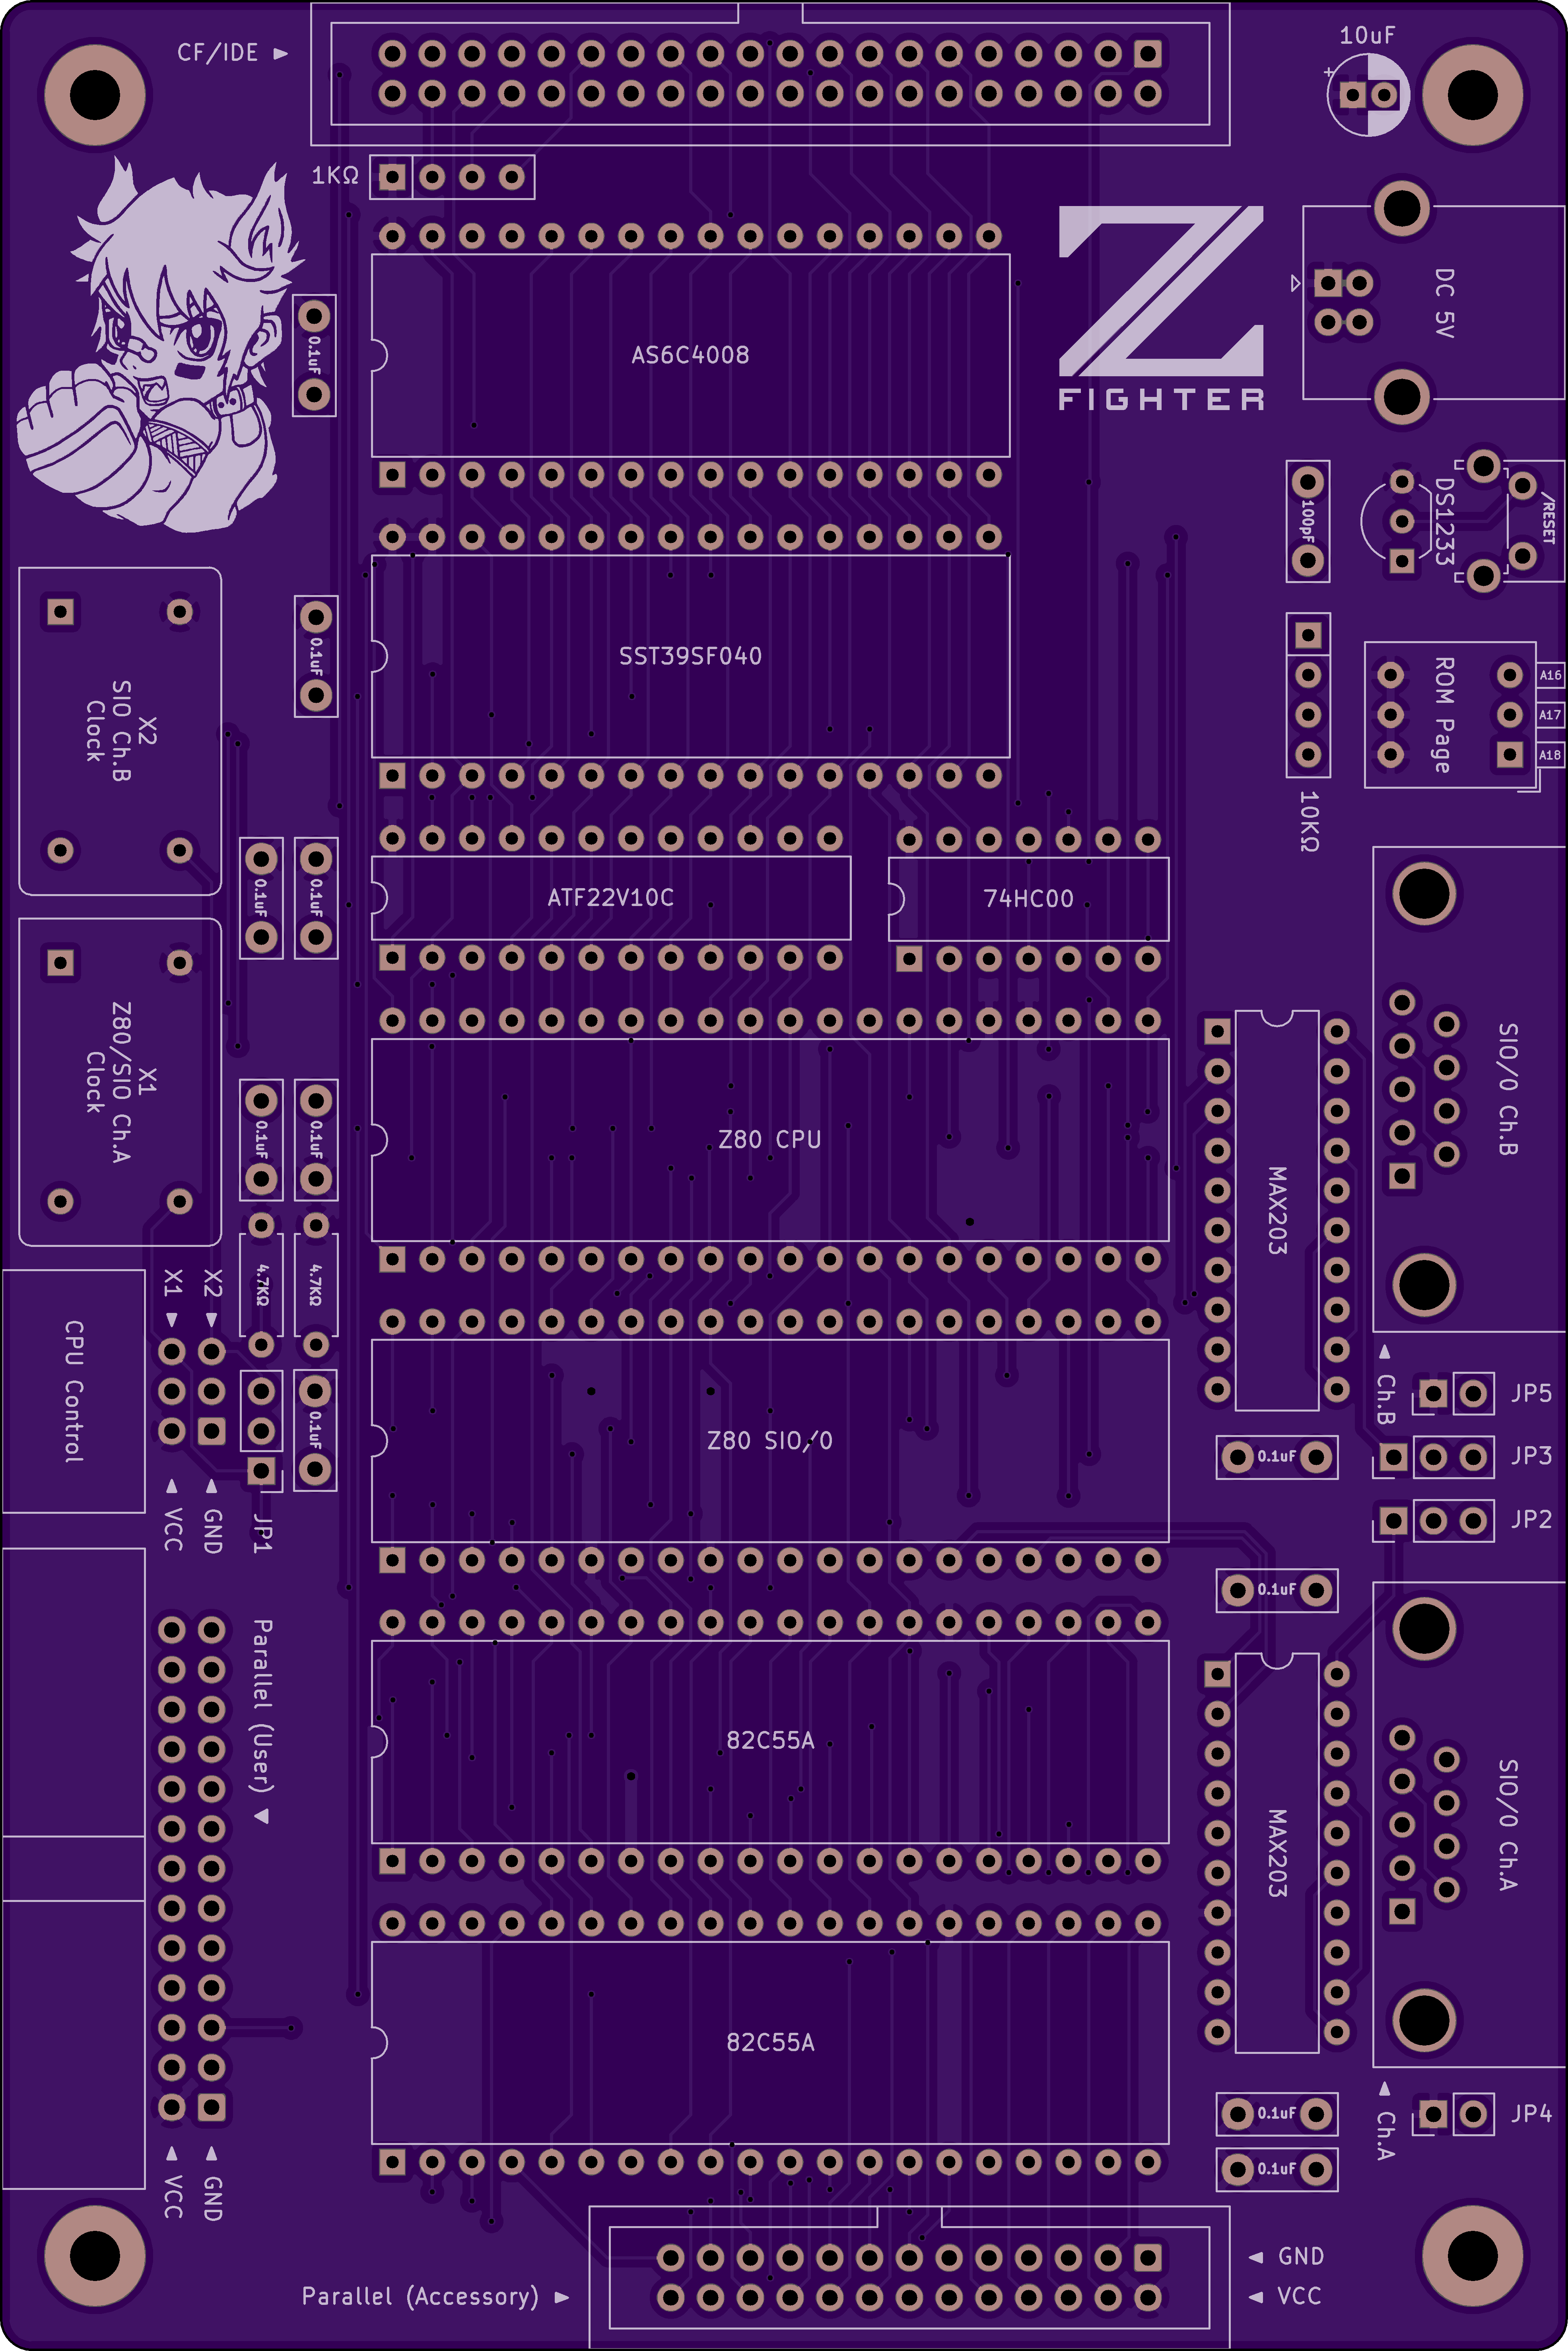 CF/IDE ►
10uF
+
1KΩ
FIGHTER
DC 5V
0.1uF
AS6C4008
100pF
DS1233
/RESET
SST39SF040
0.1uF
X2
SIO Ch.B
Clock
ROM Page
A16
A17
A18
10KΩ
0.1uF
0.1uF
ATF22V10C
74HC00
X1
Z80/SIO Ch.A
Clock
0.1uF
0.1uF
Z80 CPU
MAX203
SIO/0 Ch.B
4.7KΩ
4.7KΩ
X1 ►
X2 ►
CPU Control
0.1uF
Z80 SIO/0
◄ Ch.B
JP5
0.1uF
JP3
JP2
◄ VCC
◄ GND
JP1
0.1uF
Parallel (User) ►
82C55A
MAX203
SIO/0 Ch.A
82C55A
0.1uF
◄ Ch.A
JP4
0.1uF
◄ VCC
◄ GND
◄ GND
Parallel (Accessory) ►
◄ VCC